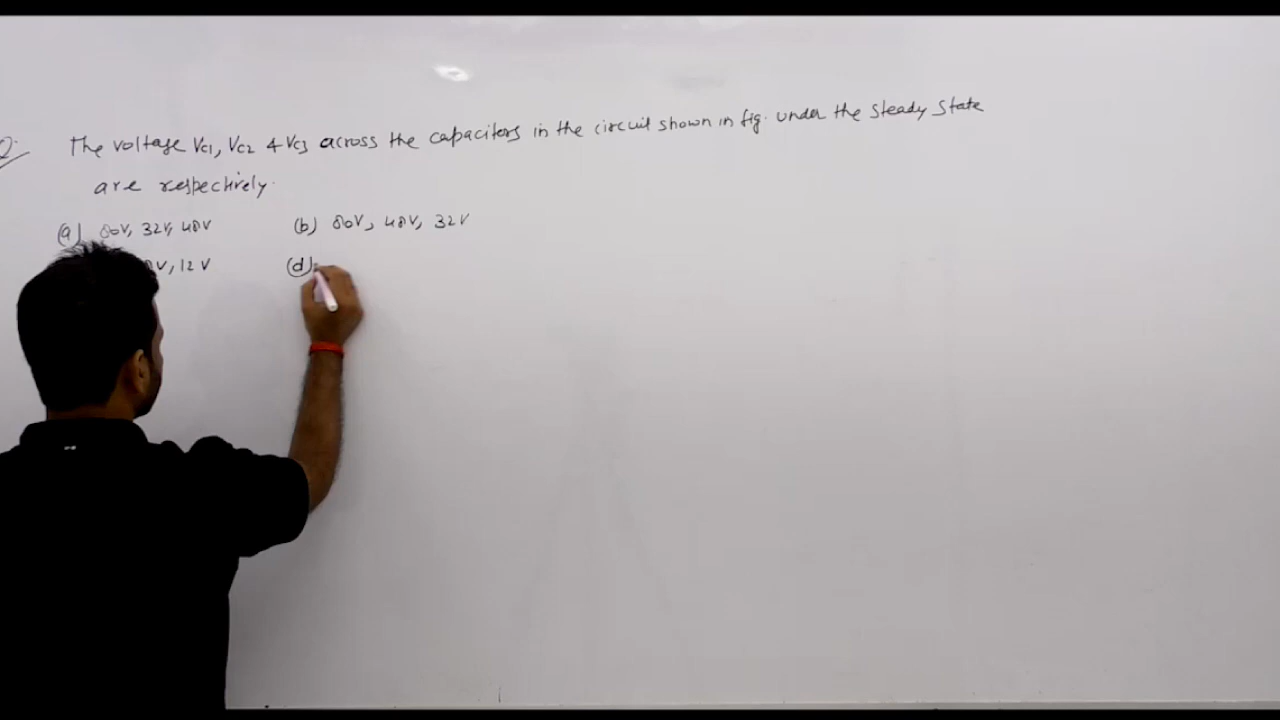 Q. The voltage Vc1, Vc2 & Vc3 across the capacitors in the circuit shown in fig. under the steady state
are respectively.
(a) 80V, 32V, 48V (b) 80V, 48V, 32V
V, 12V (d)